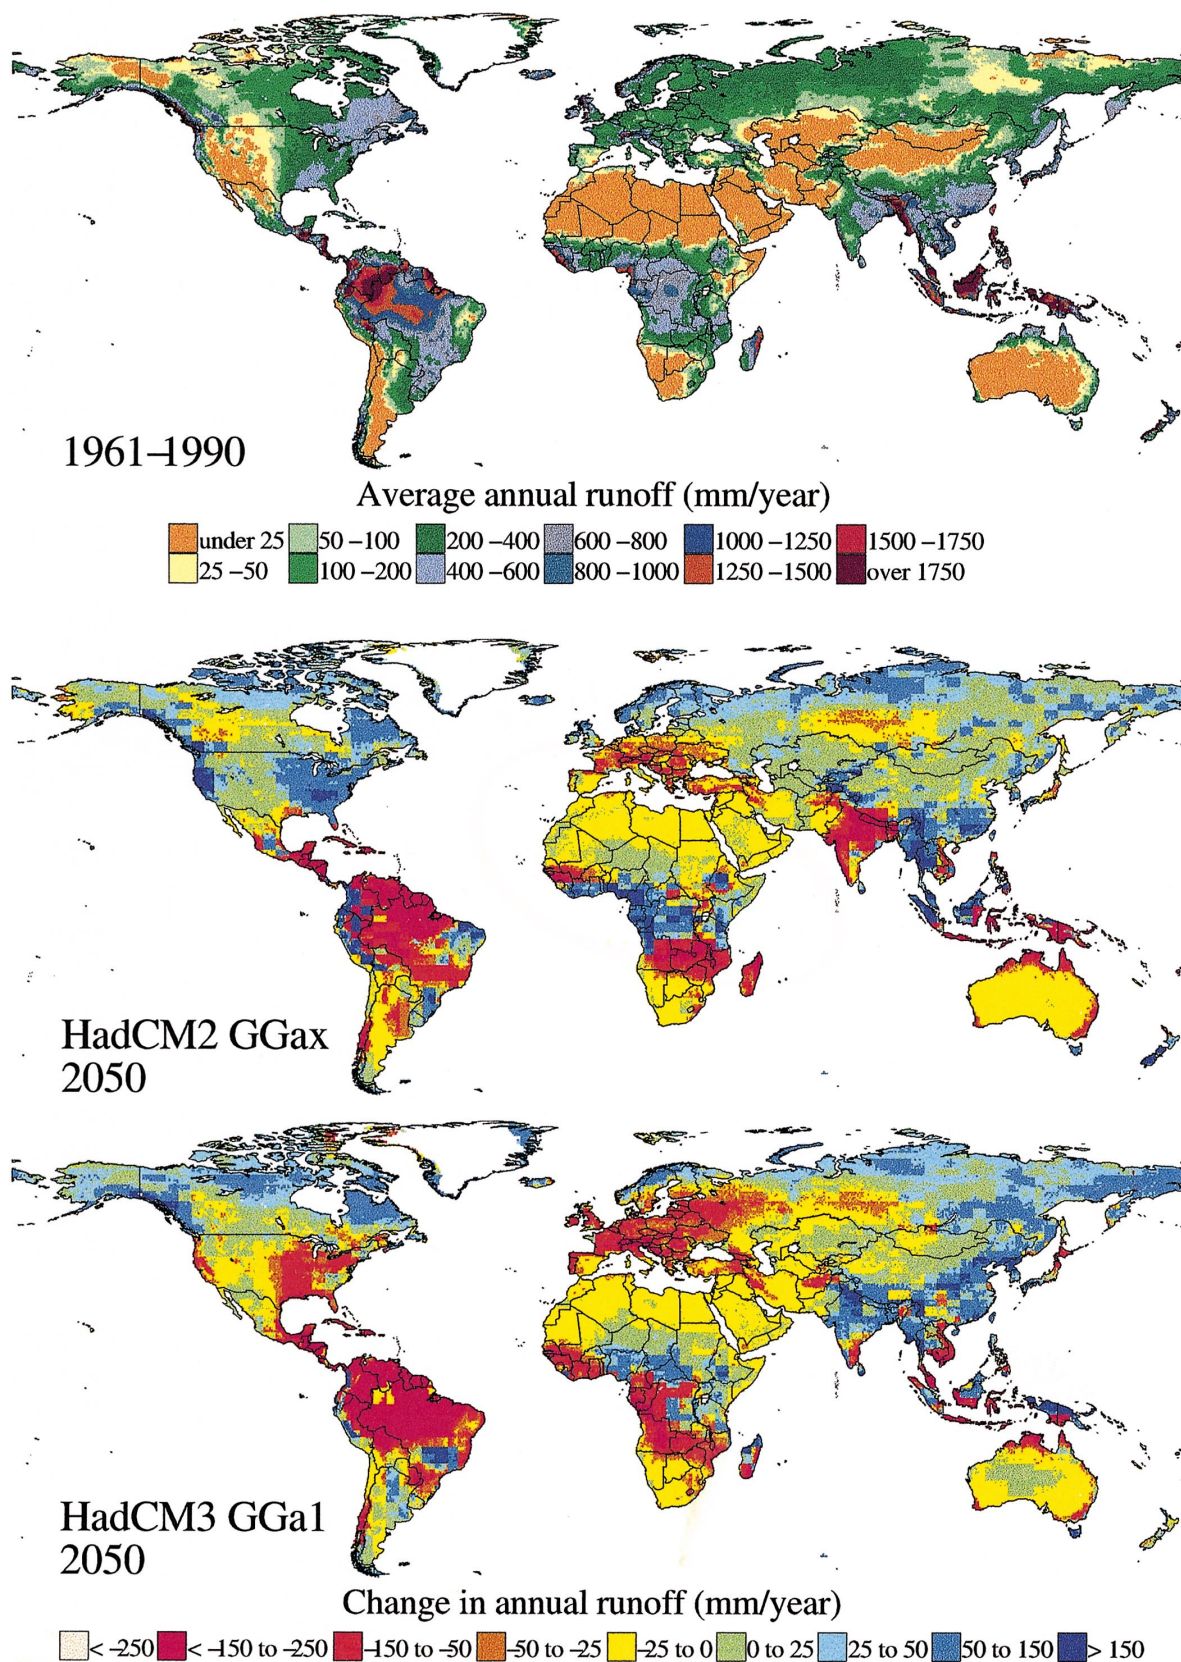 1961–1990
Average annual runoff (mm/year)
under 25 50 –100 200 –400 600 –800 1000 –1250 1500 –1750
25 –50 100 –200 400 –600 800 –1000 1250 –1500 over 1750
HadCM2 GGax
2050
HadCM3 GGa1
2050
Change in annual runoff (mm/year)
< –250 < –150 to –250 –150 to –50 –50 to –25 –25 to 0 0 to 25 25 to 50 50 to 150 > 150